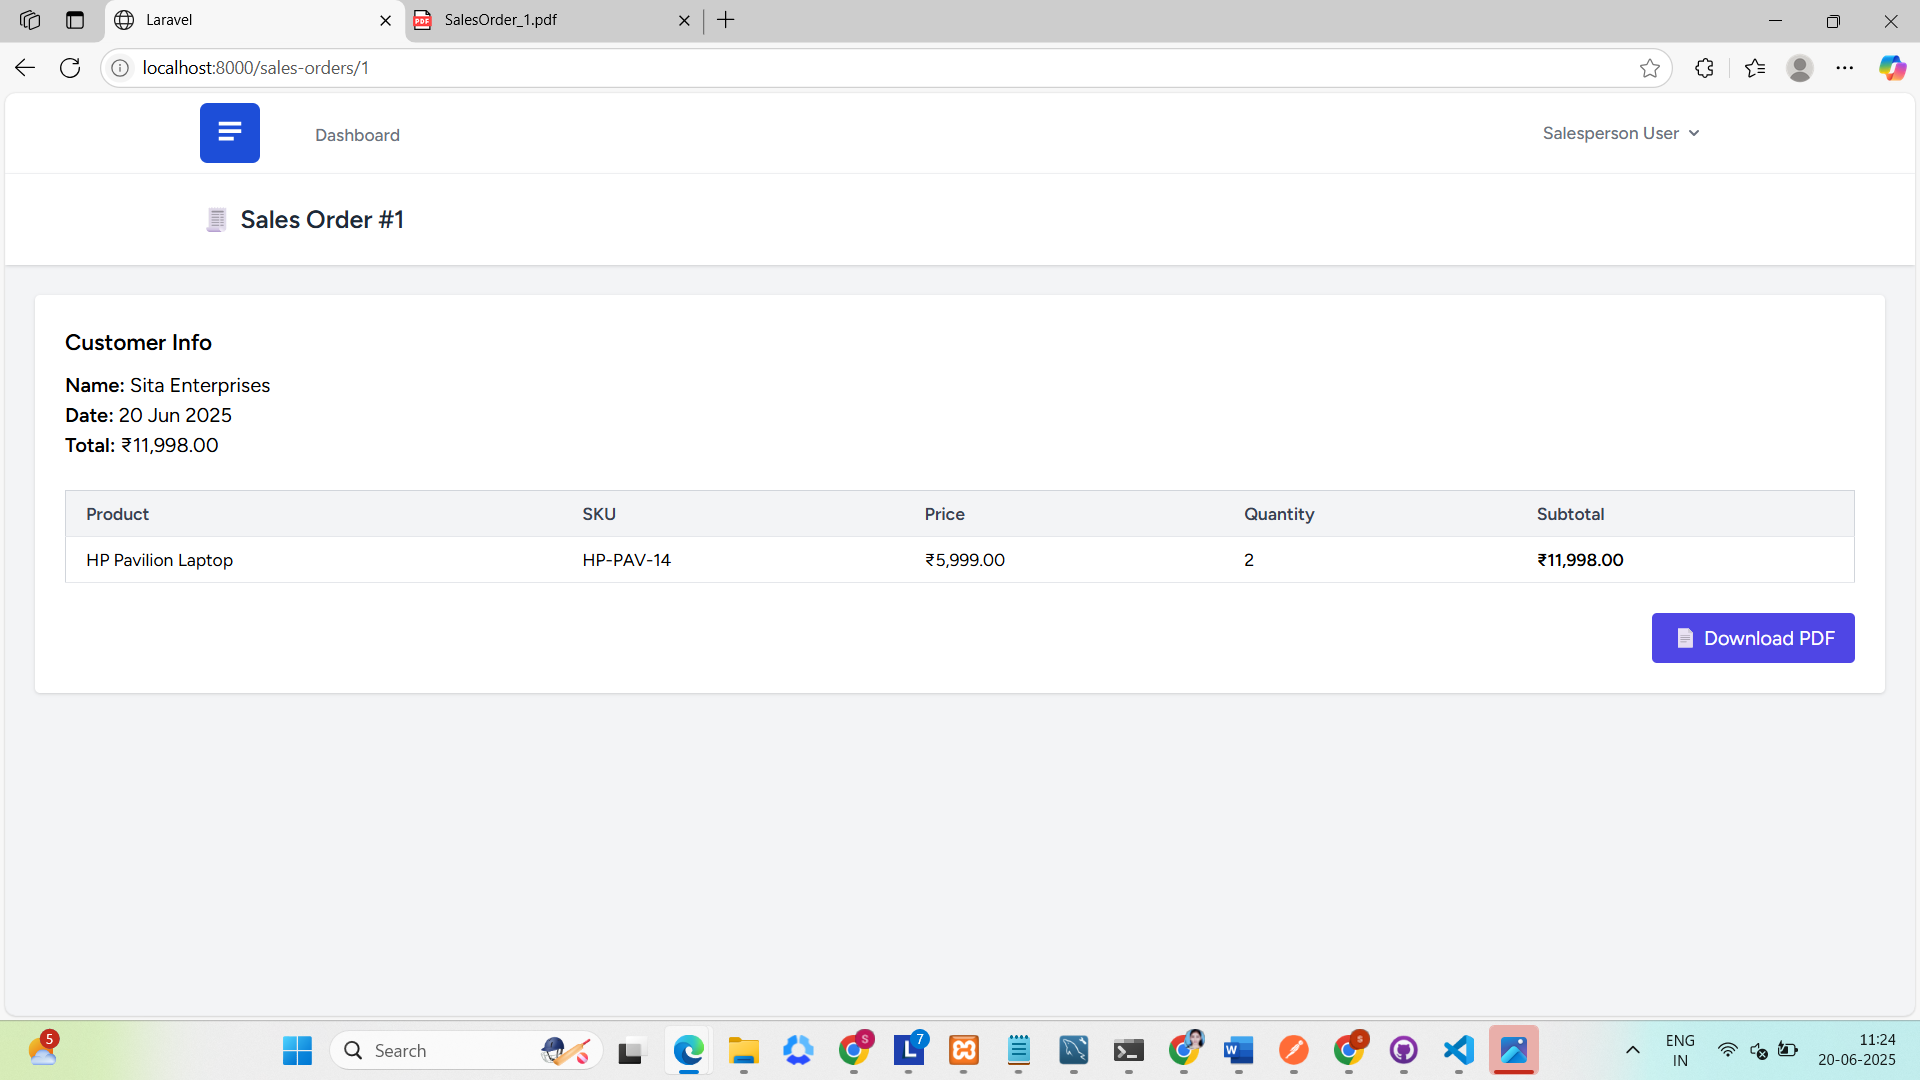 Laravel
SalesOrder_1.pdf
localhost:8000/sales-orders/1
Dashboard
Salesperson User
Sales Order #1
Customer Info
Name: Sita Enterprises
Date: 20 Jun 2025
Total: ₹11,998.00
Product SKU Price Quantity Subtotal
HP Pavilion Laptop HP-PAV-14 ₹5,999.00 2 ₹11,998.00
Download PDF
5
Search
S
L 7
W
s
ENG
IN
11:24
20-06-2025